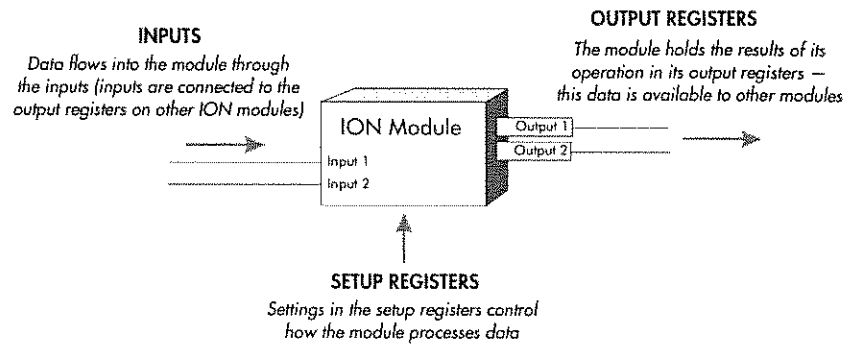 INPUTS
Data flows into the module through
the inputs (inputs are connected to the
output registers on other ION modules)
OUTPUT REGISTERS
The module holds the results of its
operation in its output registers —
this data is available to other modules
ION Module
Input 1
Input 2
Output 1
Output 2
SETUP REGISTERS
Settings in the setup registers control
how the module processes data